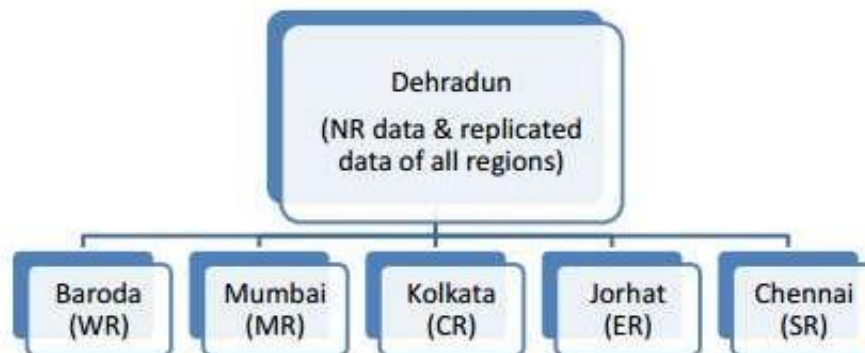 Dehradun
(NR data & replicated
data of all regions)
Baroda
(WR)
Mumbai
(MR)
Kolkata
(CR)
Jorhat
(ER)
Chennai
(SR)